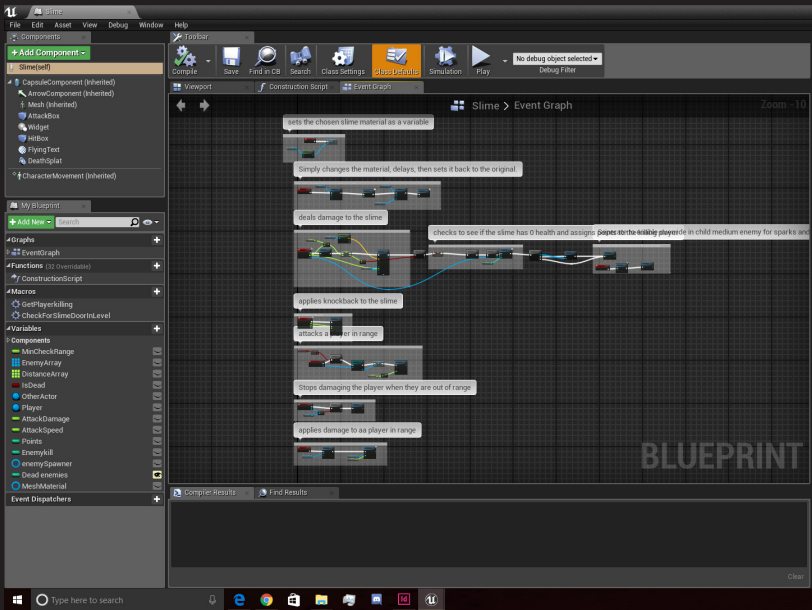 Slime
File Edit Asset View Debug Window Help
Components
Toolbar
+ Add Component
Slime(self)
CapsuleComponent (Inherited)
ArrowComponent (Inherited)
Mesh (Inherited)
AttackBox
Widget
HitBox
FlyingText
DeathSplat
CharacterMovement (Inherited)
Compile
Save
Find in CB
Search
Class Settings
Class Defaults
Simulation
Play
No debug object selected
Debug Filter
Viewport
Construction Script
Event Graph
Slime > Event Graph
Zoom -10
sets the chosen slime material as a variable
Simply changes the material, delays, then sets it back to the original.
deals damage to the slime
checks to see if the slime has 0 health and assigns points to the killing player
in child medium enemy for sparks and
applies knockback to the slime
attacks a player in range
Stops damaging the player when they are out of range
applies damage to aa player in range
BLUEPRINT
My Blueprint
+ Add New
Search
Graphs
EventGraph
Functions (32 Overridable)
ConstructionScript
Macros
GetPlayerkilling
CheckForSlimeDoorInLevel
Variables
Components
MinCheckRange
EnemyArray
DistanceArray
IsDead
OtherActor
Player
AttackDamage
AttackSpeed
Points
Enemykill
enemySpawner
Dead enemies
MeshMaterial
Event Dispatchers
Compiler Results
Find Results
Clear
Type here to search
Id